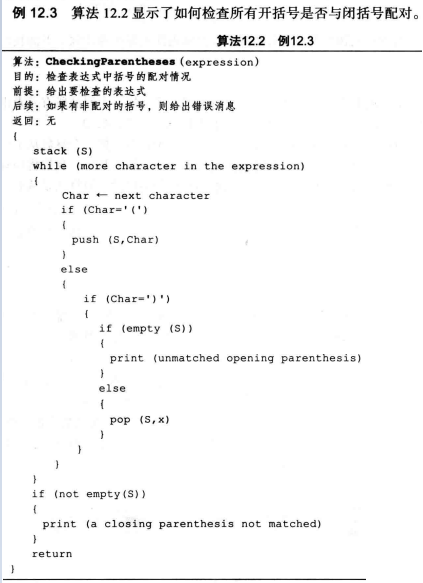 例 12.3 算法 12.2 显示了如何检查所有开括号是否与闭括号配对。
算法12.2 例12.3
算法：CheckingParentheses (expression)
目的：检查表达式中括号的配对情况
前提：给出要检查的表达式
后续：如果有非配对的括号，则给出错误消息
返回：无
{
stack (S)
while (more character in the expression)
{
Char ← next character
if (Char='(')
{
push (S,Char)
}
else
{
if (Char=')')
{
if (empty (S))
{
print (unmatched opening parenthesis)
}
else
{
pop (S,x)
}
}
}
}
if (not empty(S))
{
print (a closing parenthesis not matched)
}
return
}